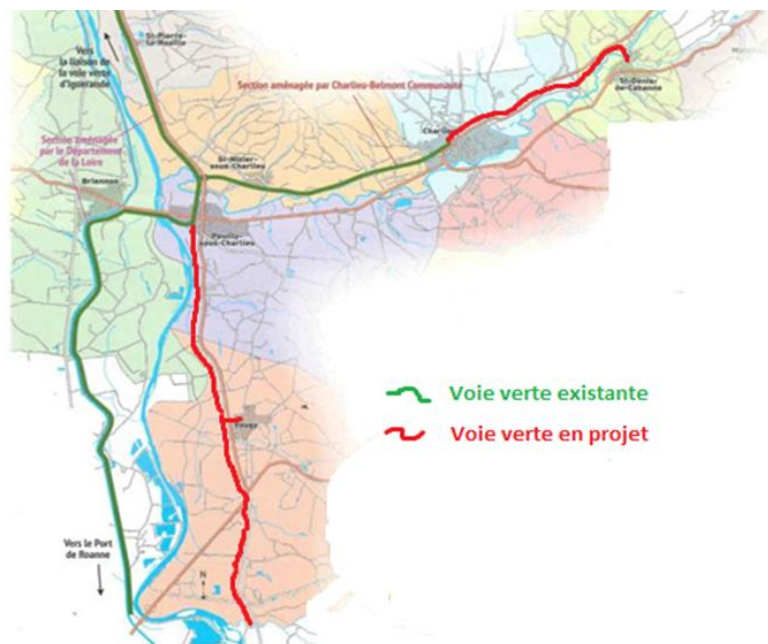 St-Pierre-
la-Noaille
Vers
la liaison de
la voie verte
d'Iguerande
Section aménagée par Charlieu-Belmont Communauté
St-Denis-
de-Cabanne
Section aménagée
par le Département
de la Loire
Charlieu
St-Nizier-
sous-Charlieu
Briennon
Pouilly-
sous-Charlieu
Voie verte existante
Voie verte en projet
Vougy
Vers le Port
de Roanne
N